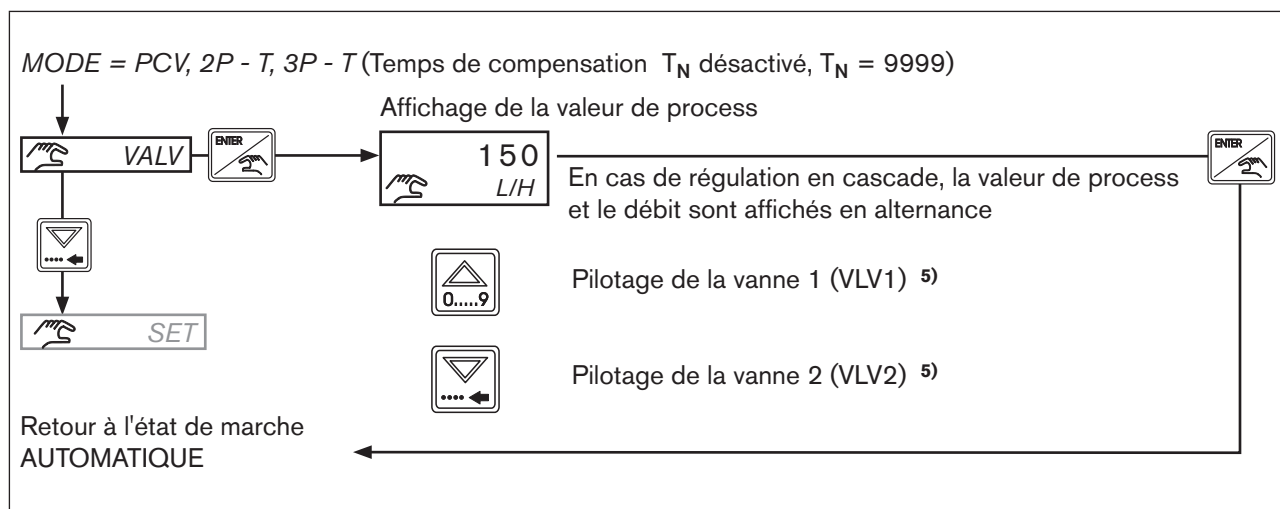 MODE = PCV, 2P - T, 3P - T (Temps de compensation TN désactivé, TN = 9999)
Affichage de la valeur de process
VALV
ENTER
150
L/H
ENTER
En cas de régulation en cascade, la valeur de process
et le débit sont affichés en alternance
....
0.....9
Pilotage de la vanne 1 (VLV1) 5)
SET
....
Pilotage de la vanne 2 (VLV2) 5)
Retour à l'état de marche
AUTOMATIQUE